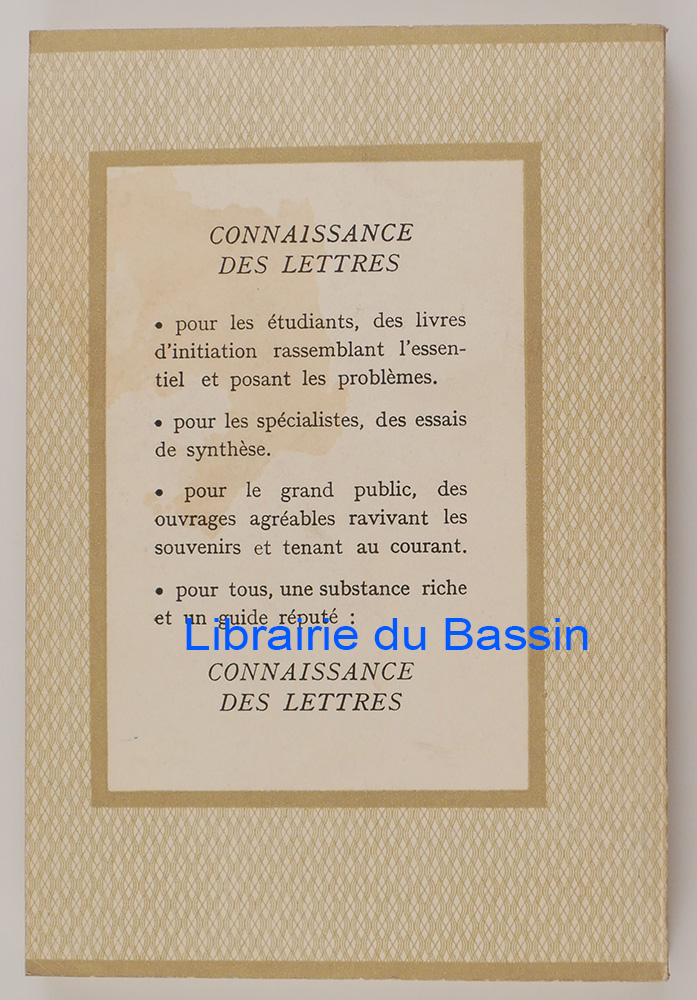 CONNAISSANCE
DES LETTRES
• pour les étudiants, des livres
d'initiation rassemblant l'essen-
tiel et posant les problèmes.
• pour les spécialistes, des essais
de synthèse.
• pour le grand public, des
ouvrages agréables ravivant les
souvenirs et tenant au courant.
• pour tous, une substance riche
et un guide réputé :
Librairie du Bassin
CONNAISSANCE
DES LETTRES